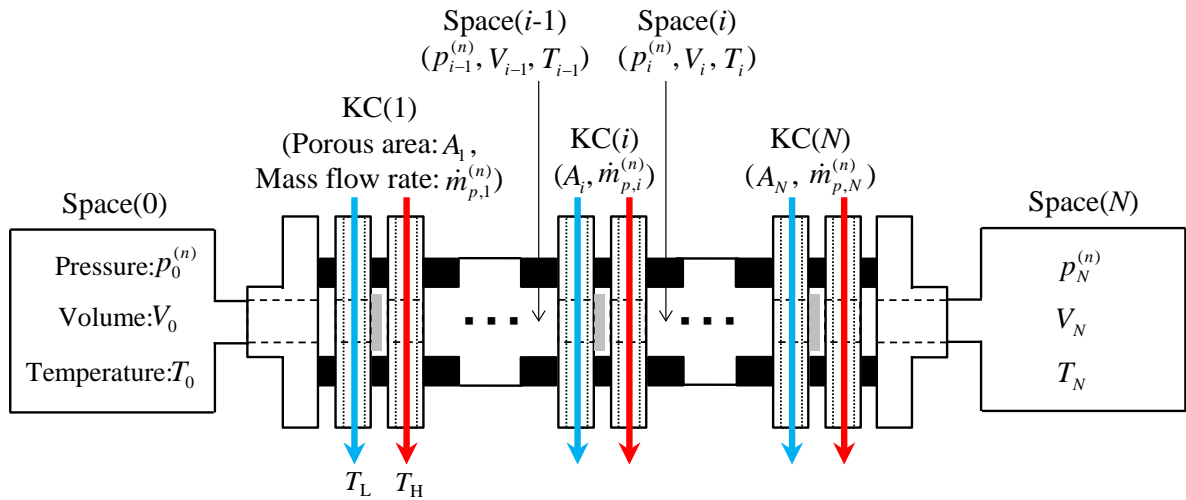 Space(i-1)
(p_{i-1}^{(n)}, V_{i-1}, T_{i-1})
Space(i)
(p_i^{(n)}, V_i, T_i)
KC(1)
(Porous area: A_1,
Mass flow rate: ṁ_{p,1}^{(n)})
KC(i)
(A_i, ṁ_{p,i}^{(n)})
KC(N)
(A_N, ṁ_{p,N}^{(n)})
Space(0)
Pressure: p_0^{(n)}
Volume: V_0
Temperature: T_0
Space(N)
p_N^{(n)}
V_N
T_N
T_L T_H